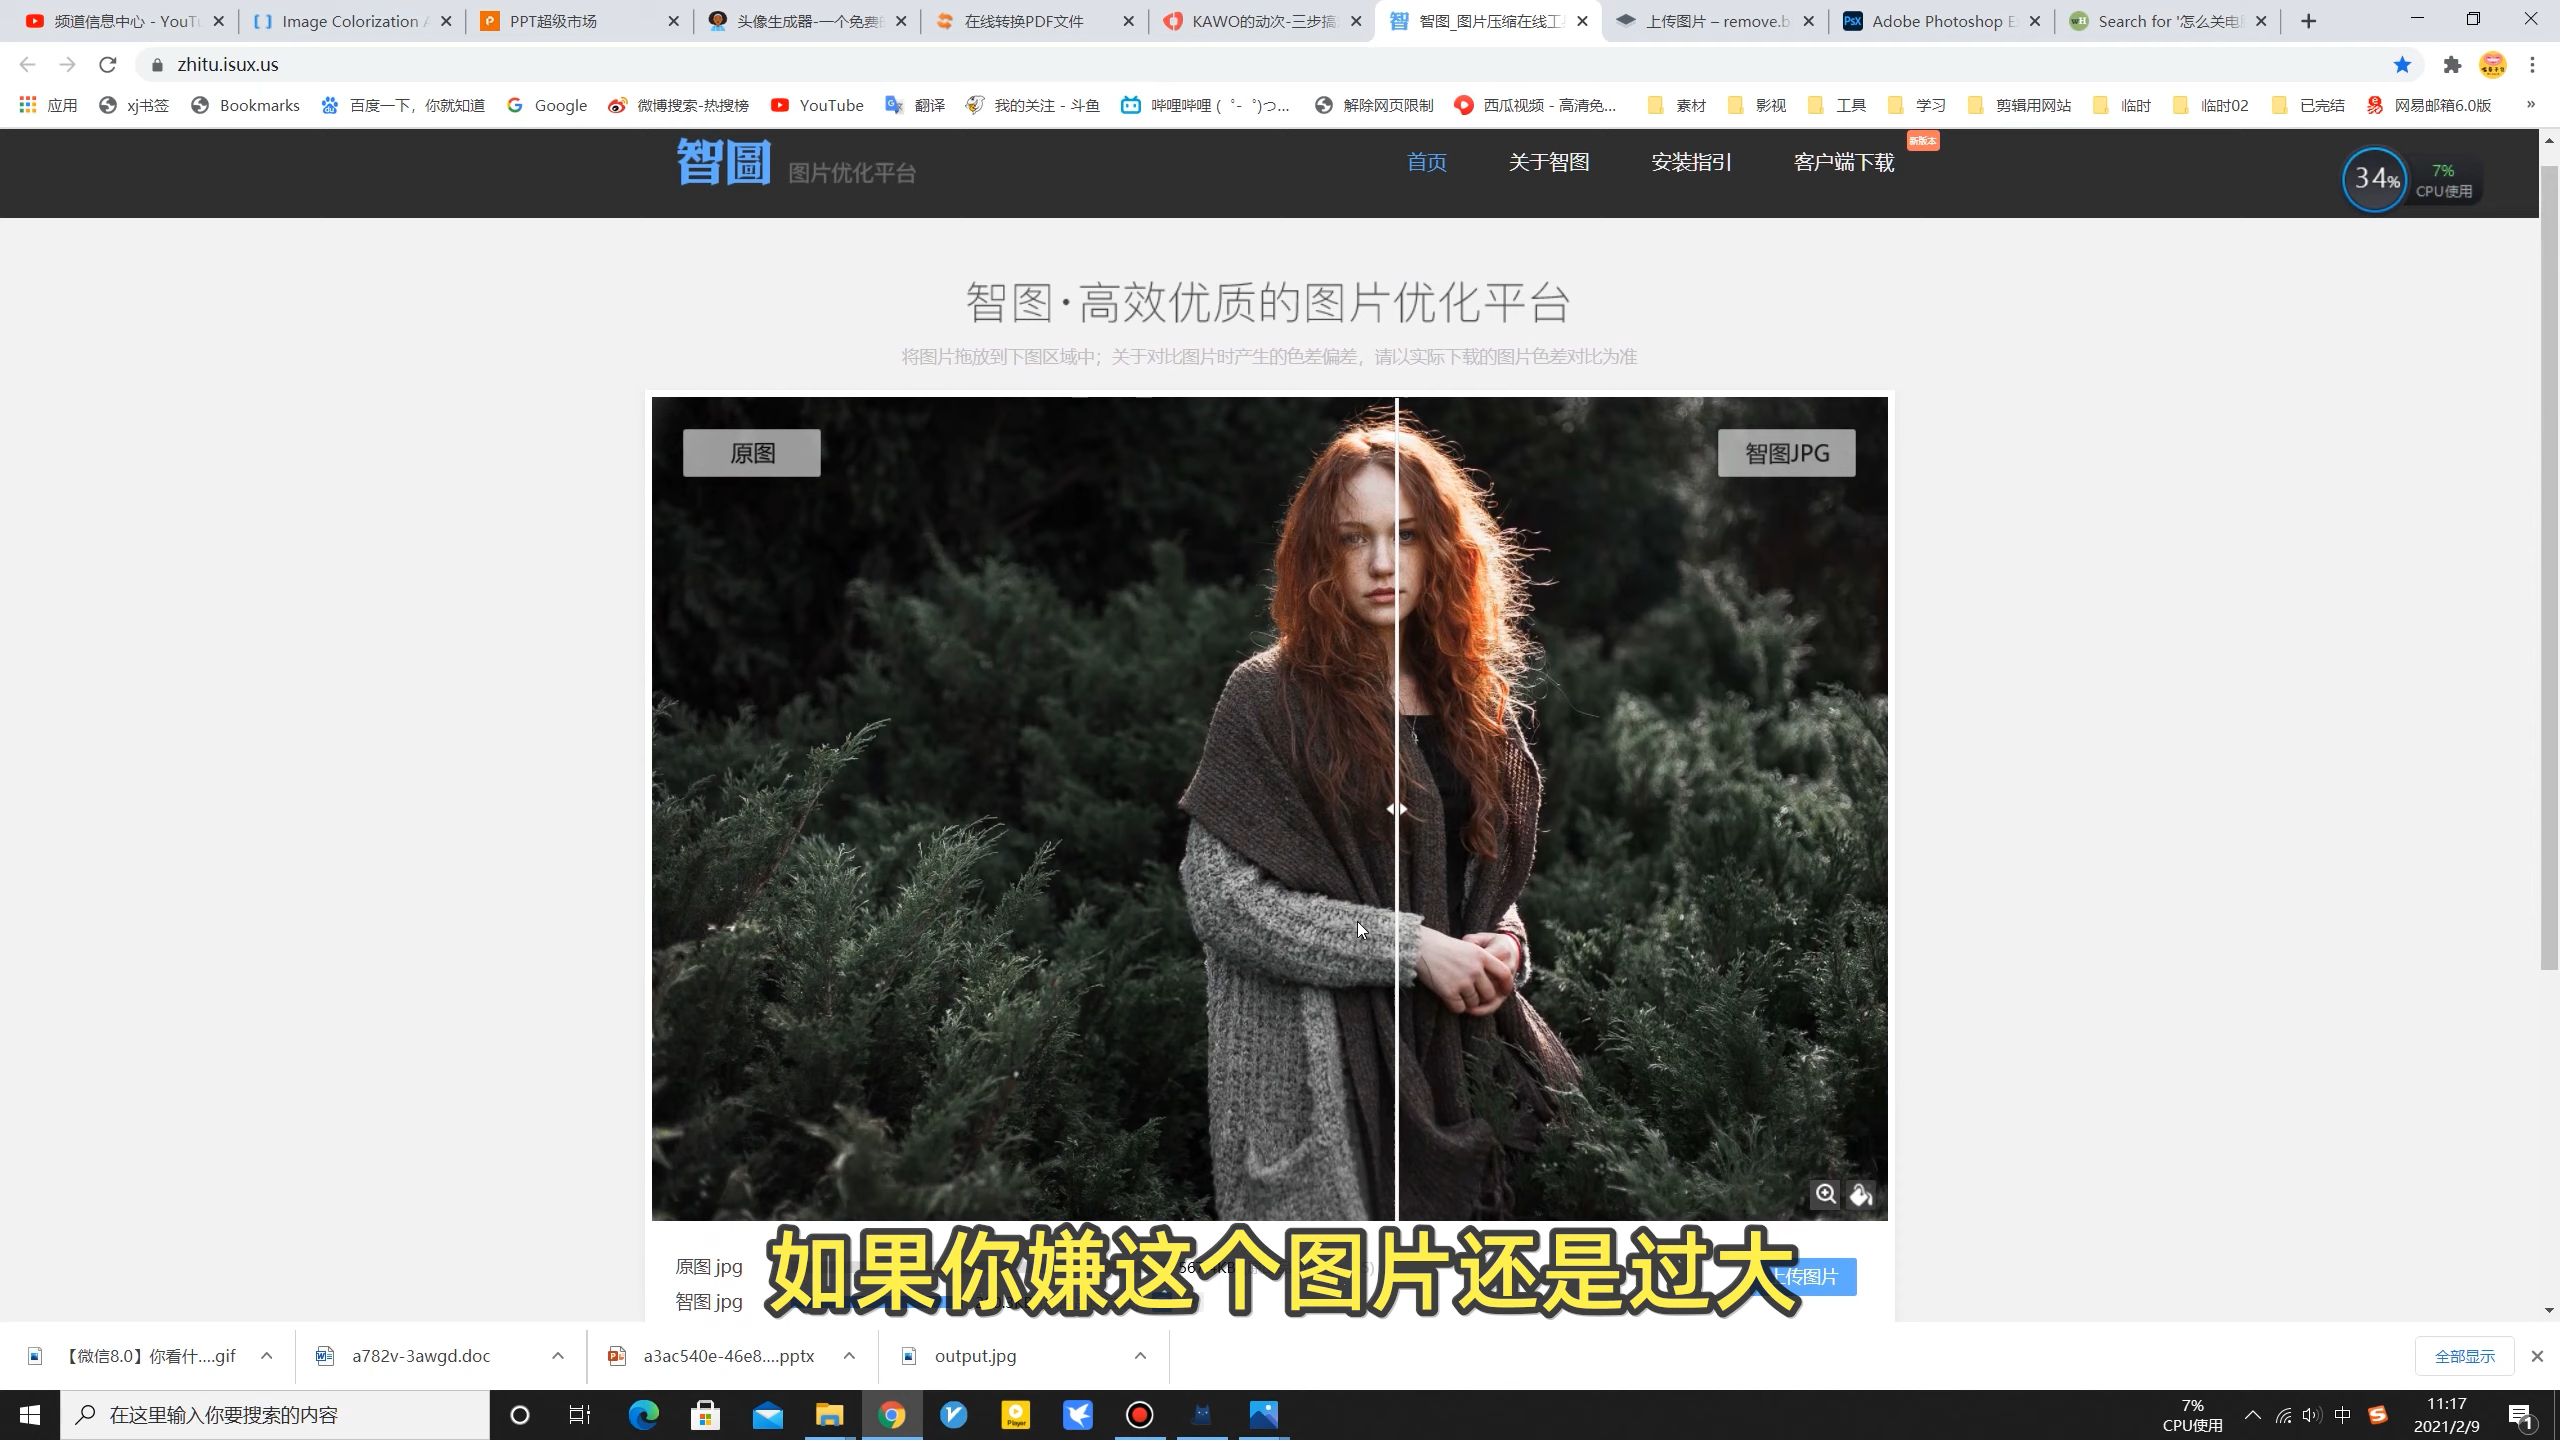 频道信息中心 - YouTu
Image Colorization A
PPT超级市场
头像生成器-一个免费的
在线转换PDF文件
KAWO的动次-三步搞
智图_图片压缩在线工
上传图片 – remove.b
Adobe Photoshop E
Search for '怎么关电
zhitu.isux.us
应用
xj书签
Bookmarks
百度一下，你就知道
Google
微博搜索-热搜榜
YouTube
翻译
我的关注 - 斗鱼
哔哩哔哩 ( ゜- ゜)つ...
解除网页限制
西瓜视频 - 高清免...
素材
影视
工具
学习
剪辑用网站
临时
临时02
已完结
网易邮箱6.0版
»
智圖 图片优化平台
首页
关于智图
安装指引
客户端下载
新版本
34%
7%
CPU使用
智图·高效优质的图片优化平台
将图片拖放到下图区域中；关于对比图片时产生的色差偏差，请以实际下载的图片色差对比为准
原图
智图JPG
原图 jpg
智图 jpg
上传图片
如果你嫌这个图片还是过大
【微信8.0】你看什....gif
a782v-3awgd.doc
a3ac540e-46e8....pptx
output.jpg
全部显示
在这里输入你要搜索的内容
7%
CPU使用
中
11:17
2021/2/9
1